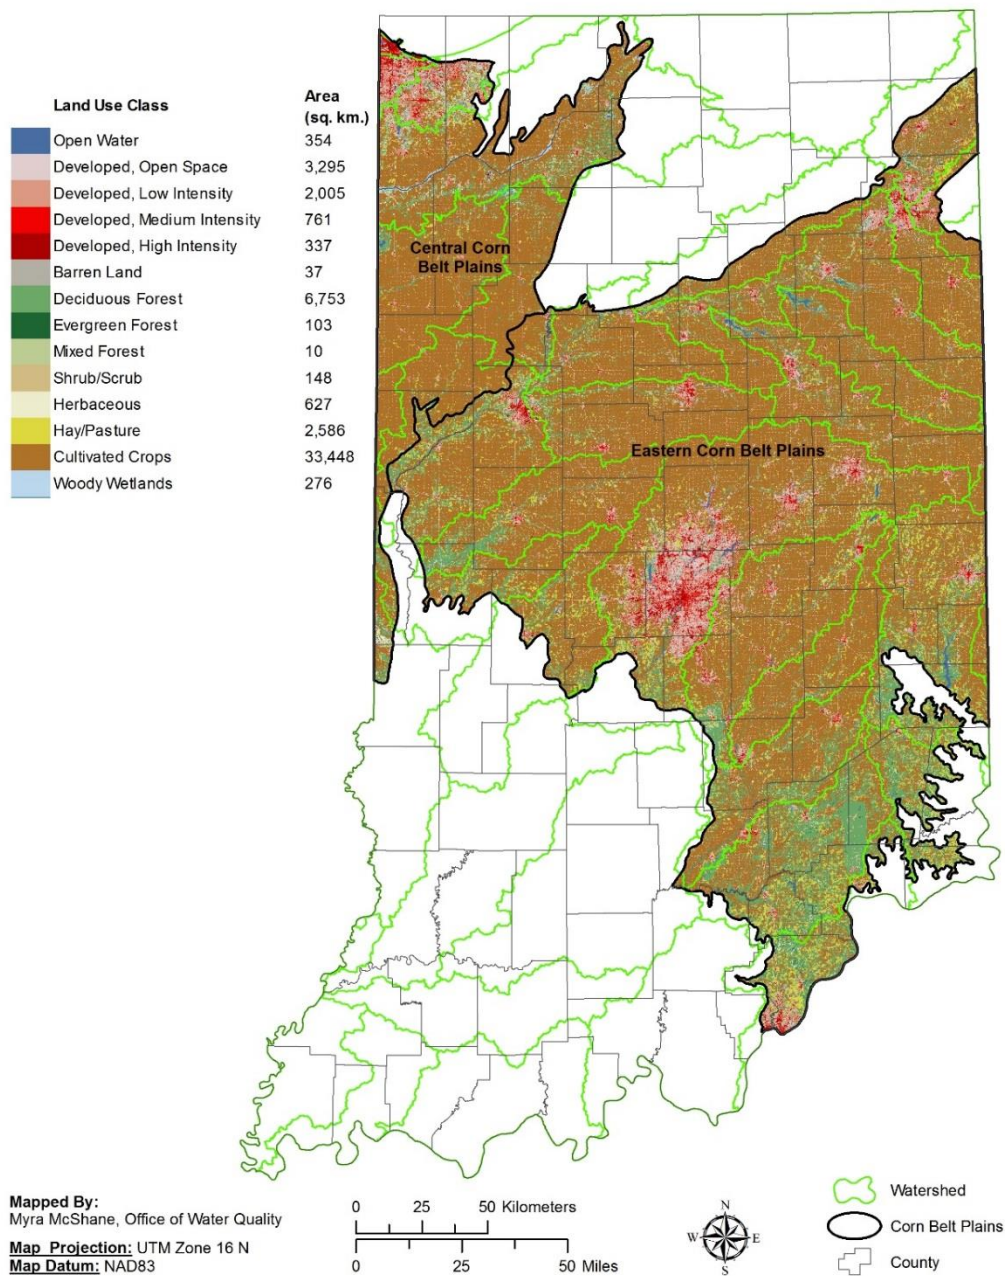 Land Use Class Area
(sq. km.)
Open Water 354
Developed, Open Space 3,295
Developed, Low Intensity 2,005
Developed, Medium Intensity 761
Developed, High Intensity 337
Barren Land 37
Deciduous Forest 6,753
Evergreen Forest 103
Mixed Forest 10
Shrub/Scrub 148
Herbaceous 627
Hay/Pasture 2,586
Cultivated Crops 33,448
Woody Wetlands 276
Central Corn
Belt Plains
Eastern Corn Belt Plains
Mapped By:
Myra McShane, Office of Water Quality
Map Projection: UTM Zone 16 N
Map Datum: NAD83
0 25 50 Kilometers
0 25 50 Miles
N
W E
S
Watershed
Corn Belt Plains
County